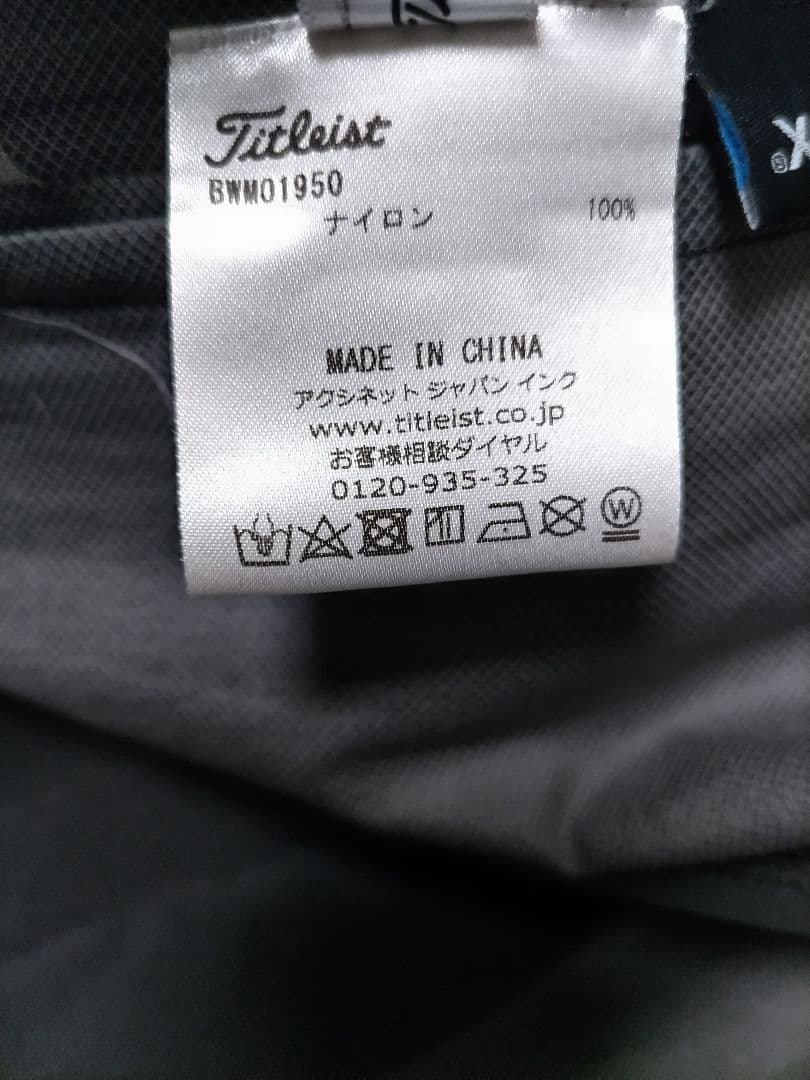 Titleist
BWM01950
ナイロン 100%
MADE IN CHINA
アクシネット ジャパン インク
www.titleist.co.jp
お客様相談ダイヤル
0120-935-325
W